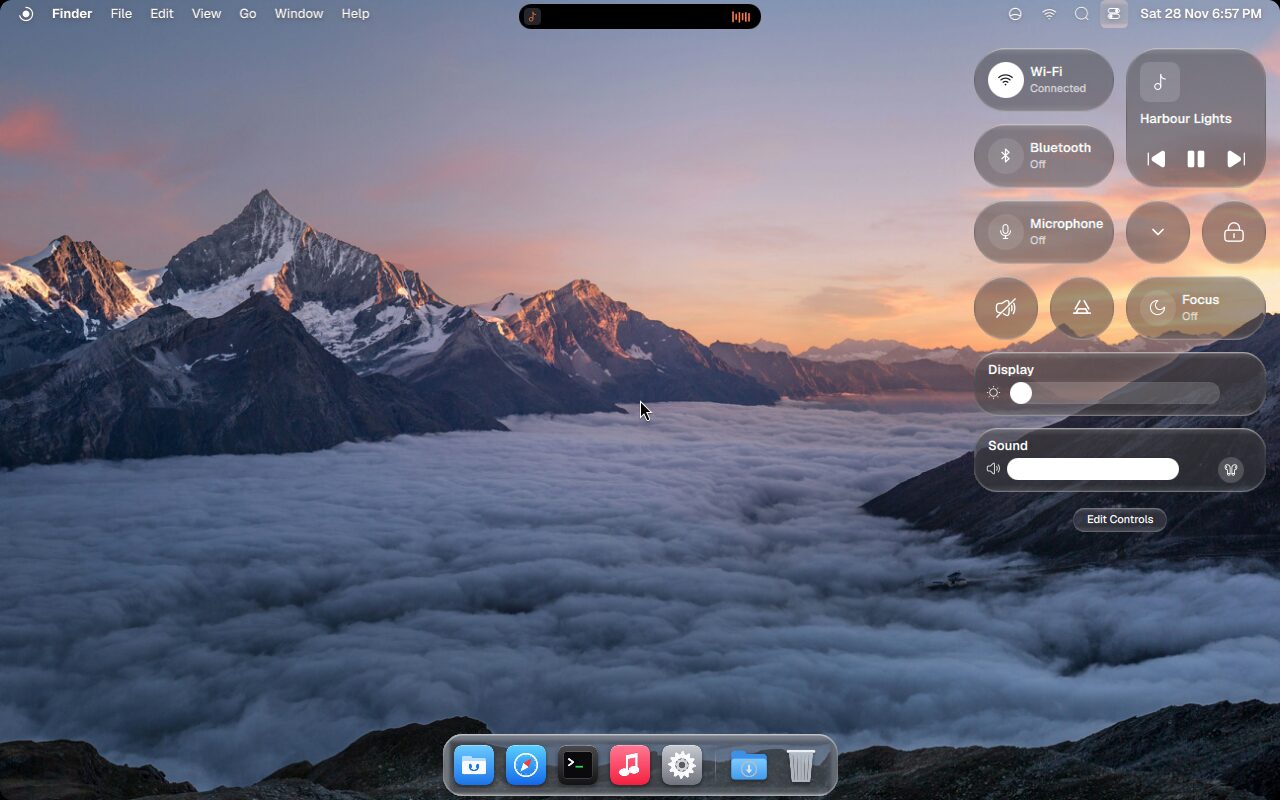 Finder File Edit View Go Window Help
Sat 28 Nov 6:57 PM
Wi-Fi
Connected
Harbour Lights
Bluetooth
Off
Microphone
Off
Focus
Off
Display
Sound
Edit Controls